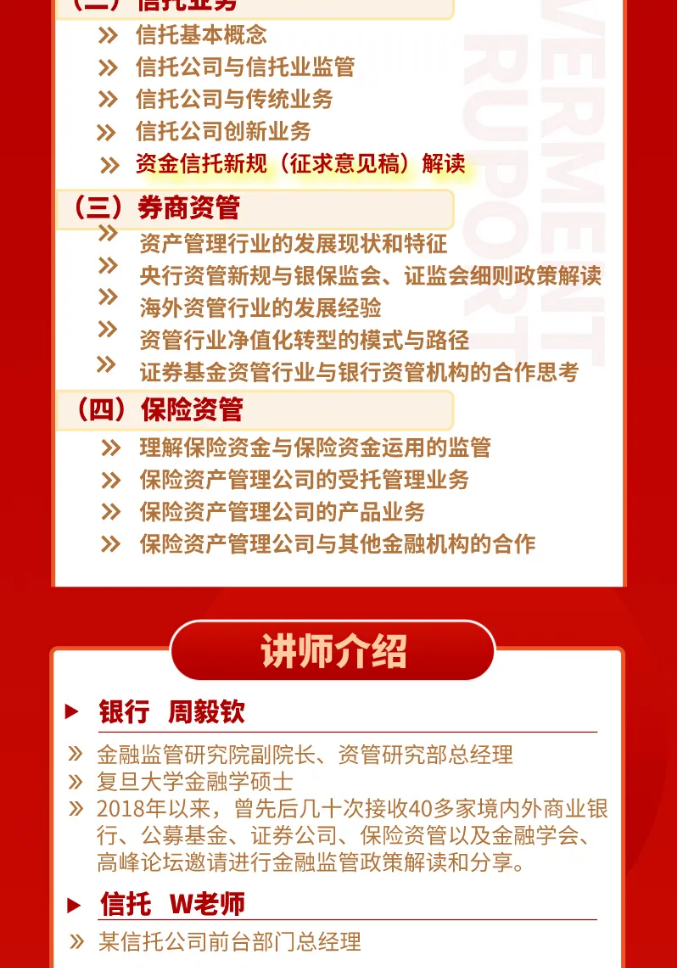 （二）信托业务
信托基本概念
信托公司与信托业监管
信托公司与传统业务
信托公司创新业务
资金信托新规（征求意见稿）解读
（三）券商资管
资产管理行业的发展现状和特征
央行资管新规与银保监会、证监会细则政策解读
海外资管行业的发展经验
资管行业净值化转型的模式与路径
证券基金资管行业与银行资管机构的合作思考
（四）保险资管
理解保险资金与保险资金运用的监管
保险资产管理公司的受托管理业务
保险资产管理公司的产品业务
保险资产管理公司与其他金融机构的合作
VERMENT
RUPORT
讲师介绍
银行 周毅钦
金融监管研究院副院长、资管研究部总经理
复旦大学金融学硕士
2018年以来，曾先后几十次接收40多家境内外商业银
行、公募基金、证券公司、保险资管以及金融学会、
高峰论坛邀请进行金融监管政策解读和分享。
信托 W老师
某信托公司前台部门总经理